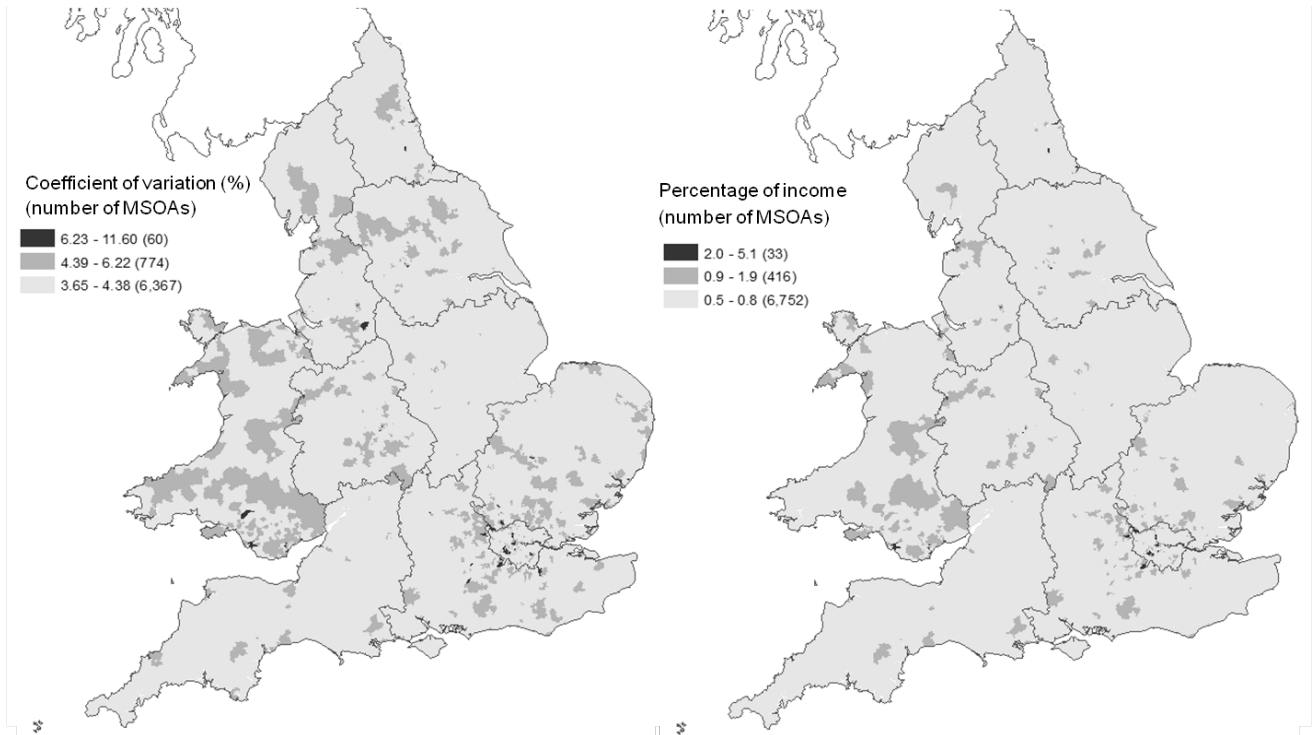 Coefficient of variation (%)
(number of MSOAs)
6.23 - 11.60 (60)
4.39 - 6.22 (774)
3.65 - 4.38 (6,367)
Percentage of income
(number of MSOAs)
2.0 - 5.1 (33)
0.9 - 1.9 (416)
0.5 - 0.8 (6,752)